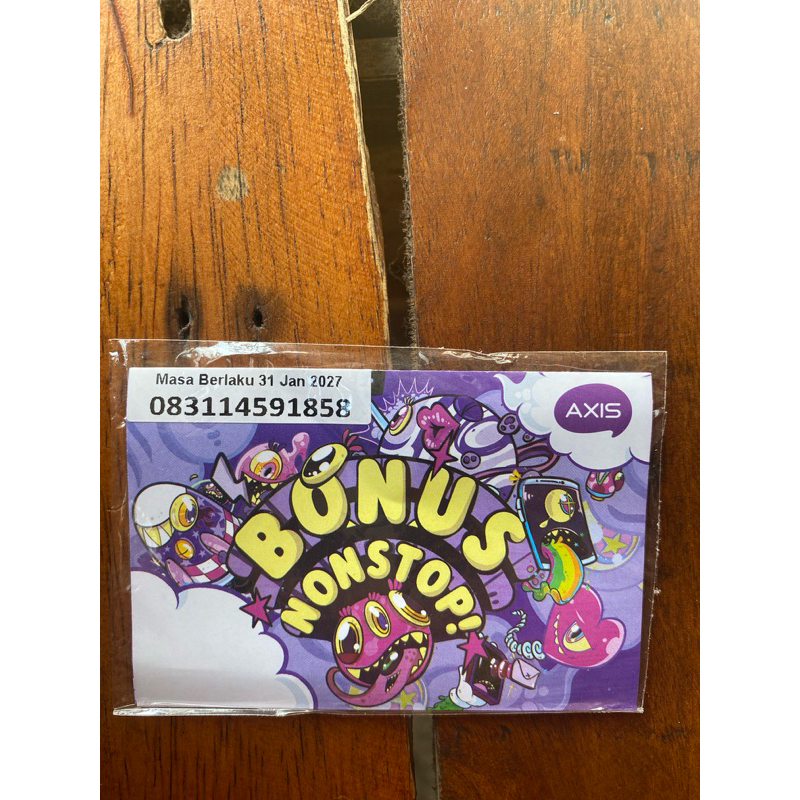 Masa Berlaku 31 Jan 2027
083114591858
AXIS
BONUS
NONSTOP!